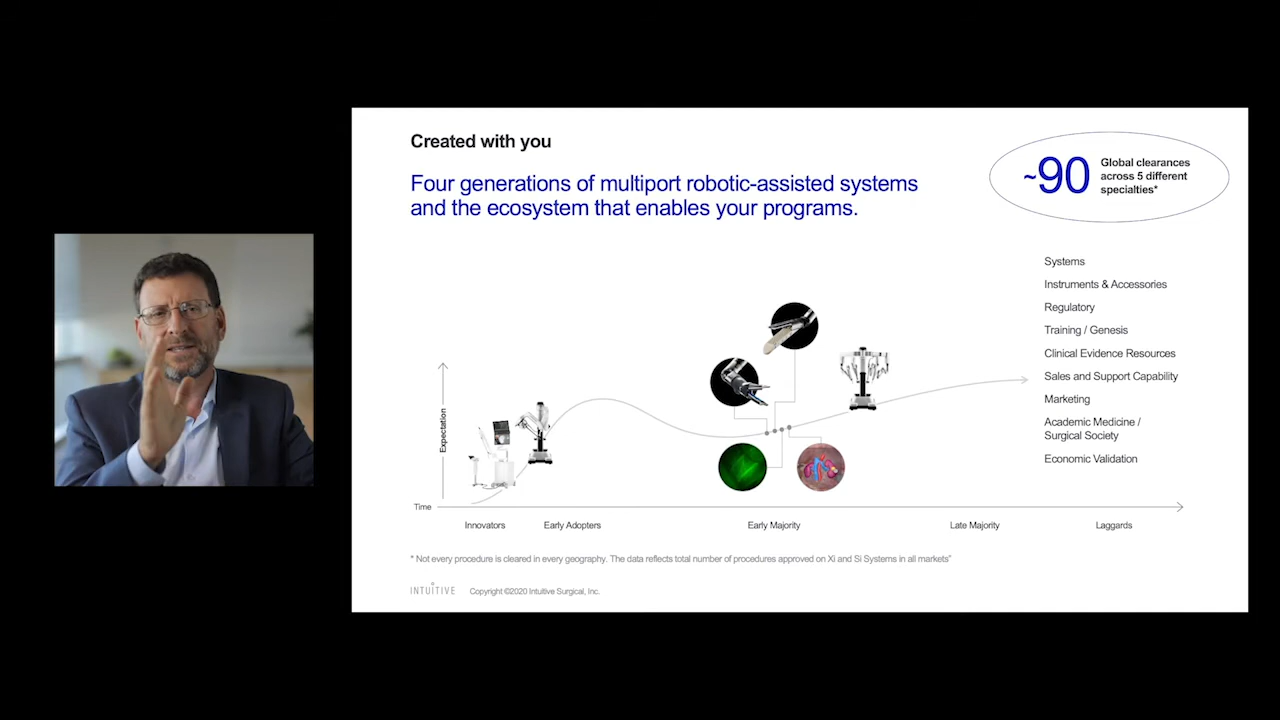 Created with you
Four generations of multiport robotic-assisted systems
and the ecosystem that enables your programs.
~90
Global clearances
across 5 different
specialties*
Systems
Instruments & Accessories
Regulatory
Training / Genesis
Clinical Evidence Resources
Sales and Support Capability
Marketing
Academic Medicine /
Surgical Society
Economic Validation
Expectation
Time
Innovators
Early Adopters
Early Majority
Late Majority
Laggards
* Not every procedure is cleared in every geography. The data reflects total number of procedures approved on Xi and Si Systems in all markets"
INTUITIVE
Copyright ©2020 Intuitive Surgical, Inc.